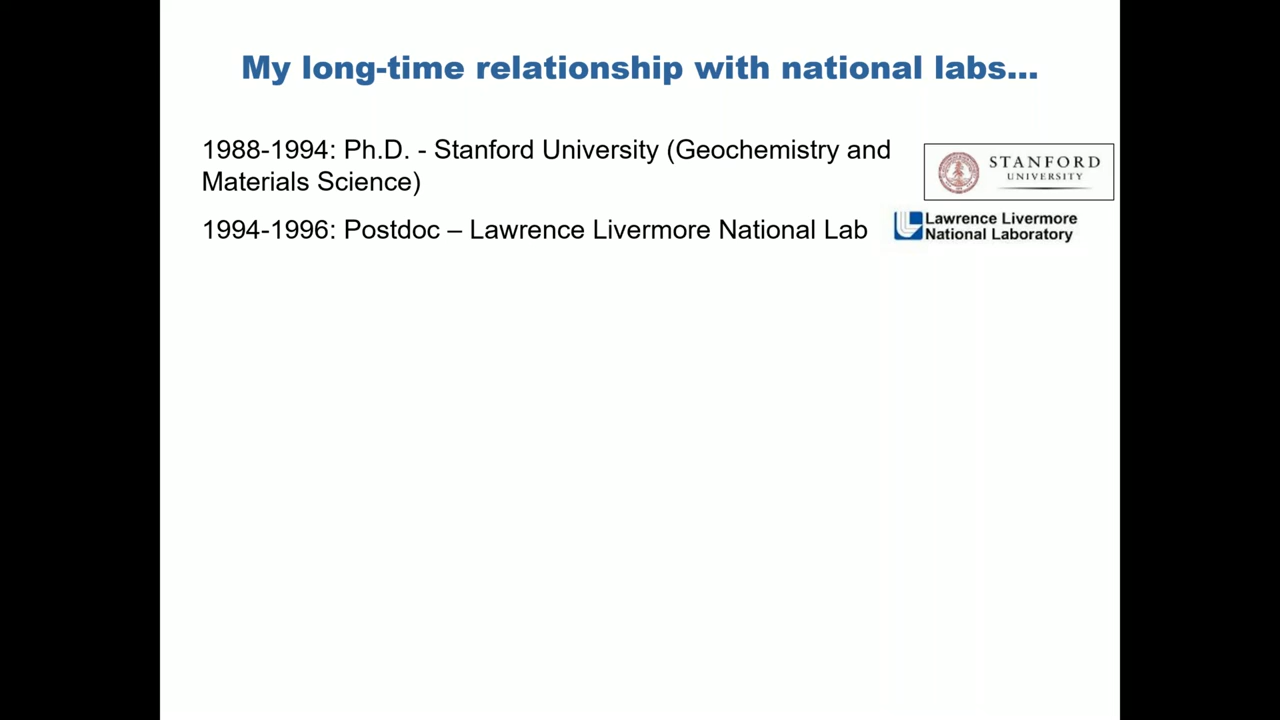 My long-time relationship with national labs...
1988-1994: Ph.D. - Stanford University (Geochemistry and
Materials Science)
STANFORD
UNIVERSITY
1994-1996: Postdoc – Lawrence Livermore National Lab
Lawrence Livermore
National Laboratory